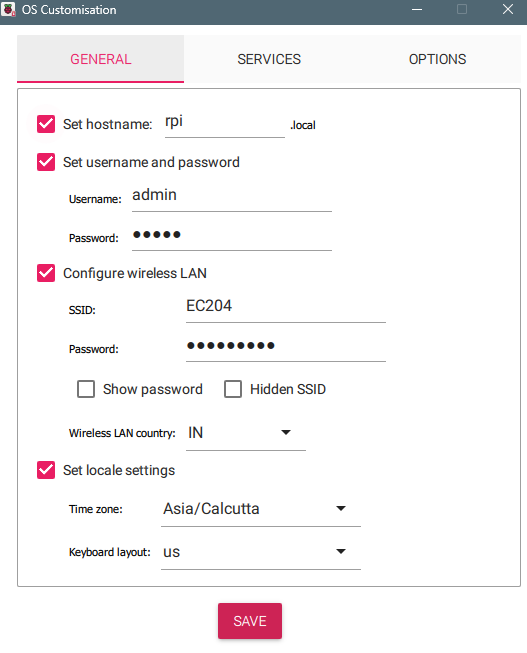 OS Customisation
GENERAL SERVICES OPTIONS
Set hostname: rpi .local
Set username and password
Username: admin
Password: ●●●●●
Configure wireless LAN
SSID: EC204
Password: ●●●●●●●●●
Show password Hidden SSID
Wireless LAN country: IN
Set locale settings
Time zone: Asia/Calcutta
Keyboard layout: us
SAVE